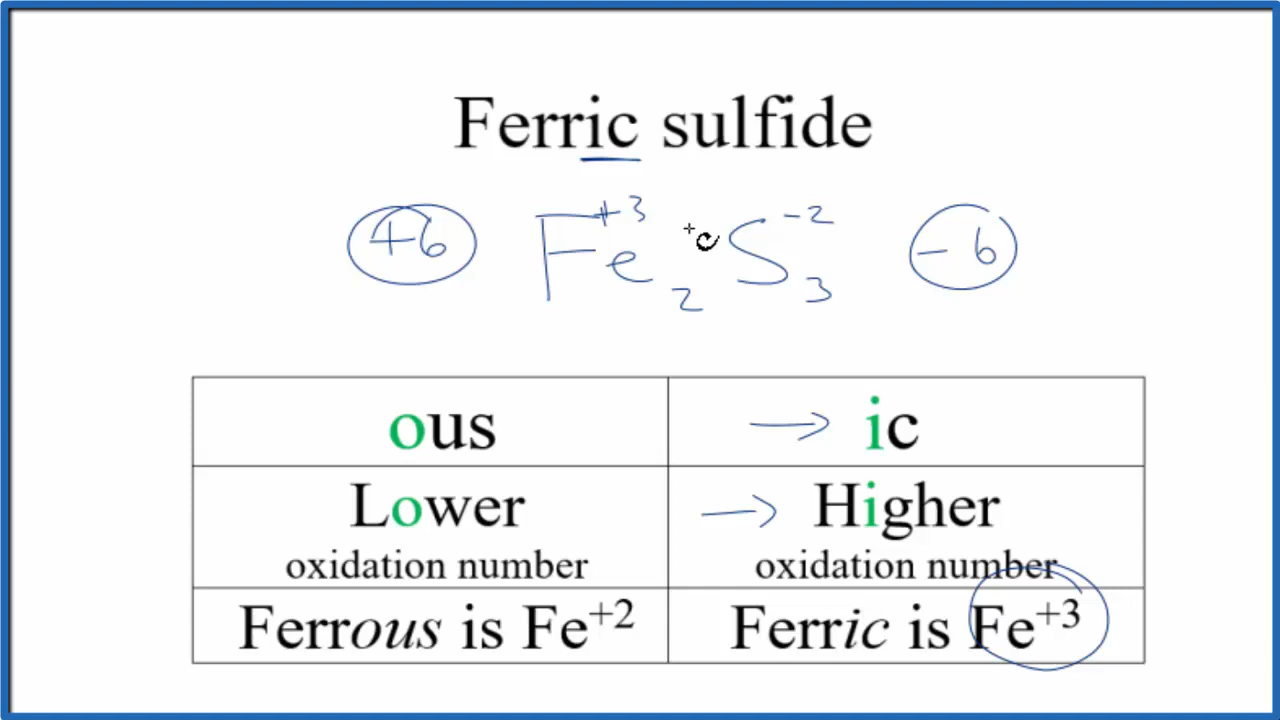 Ferric sulfide
+6 Fe+3 2 S-2 3 -6
ous → ic
Lower → Higher
oxidation number oxidation number
Ferrous is Fe+2 Ferric is Fe+3